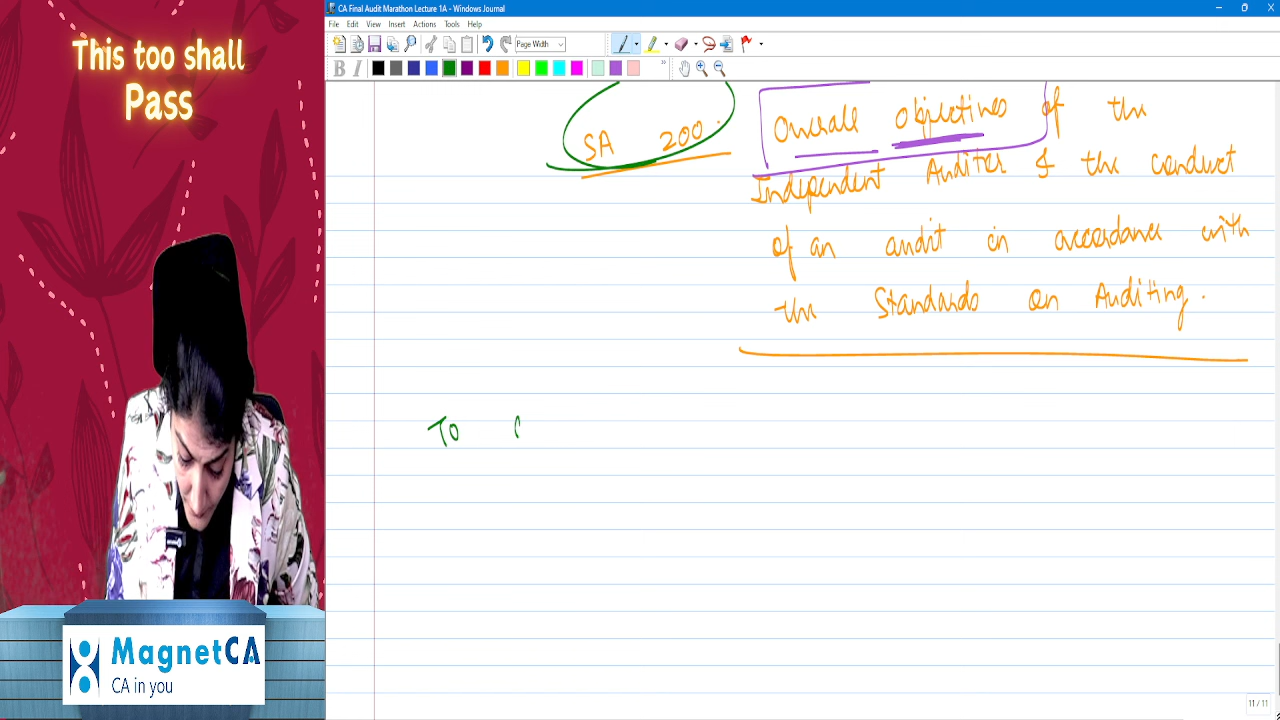 This too shall
Pass
CA Final Audit Marathon Lecture 1A - Windows Journal
File Edit View Insert Actions Tools Help
Page Width
B I
SA 200.
Overall objectives of the
Independent Auditor & the conduct
of an audit in accordance with
the Standards on Auditing.
To
MagnetCA
CA in you
11 / 11